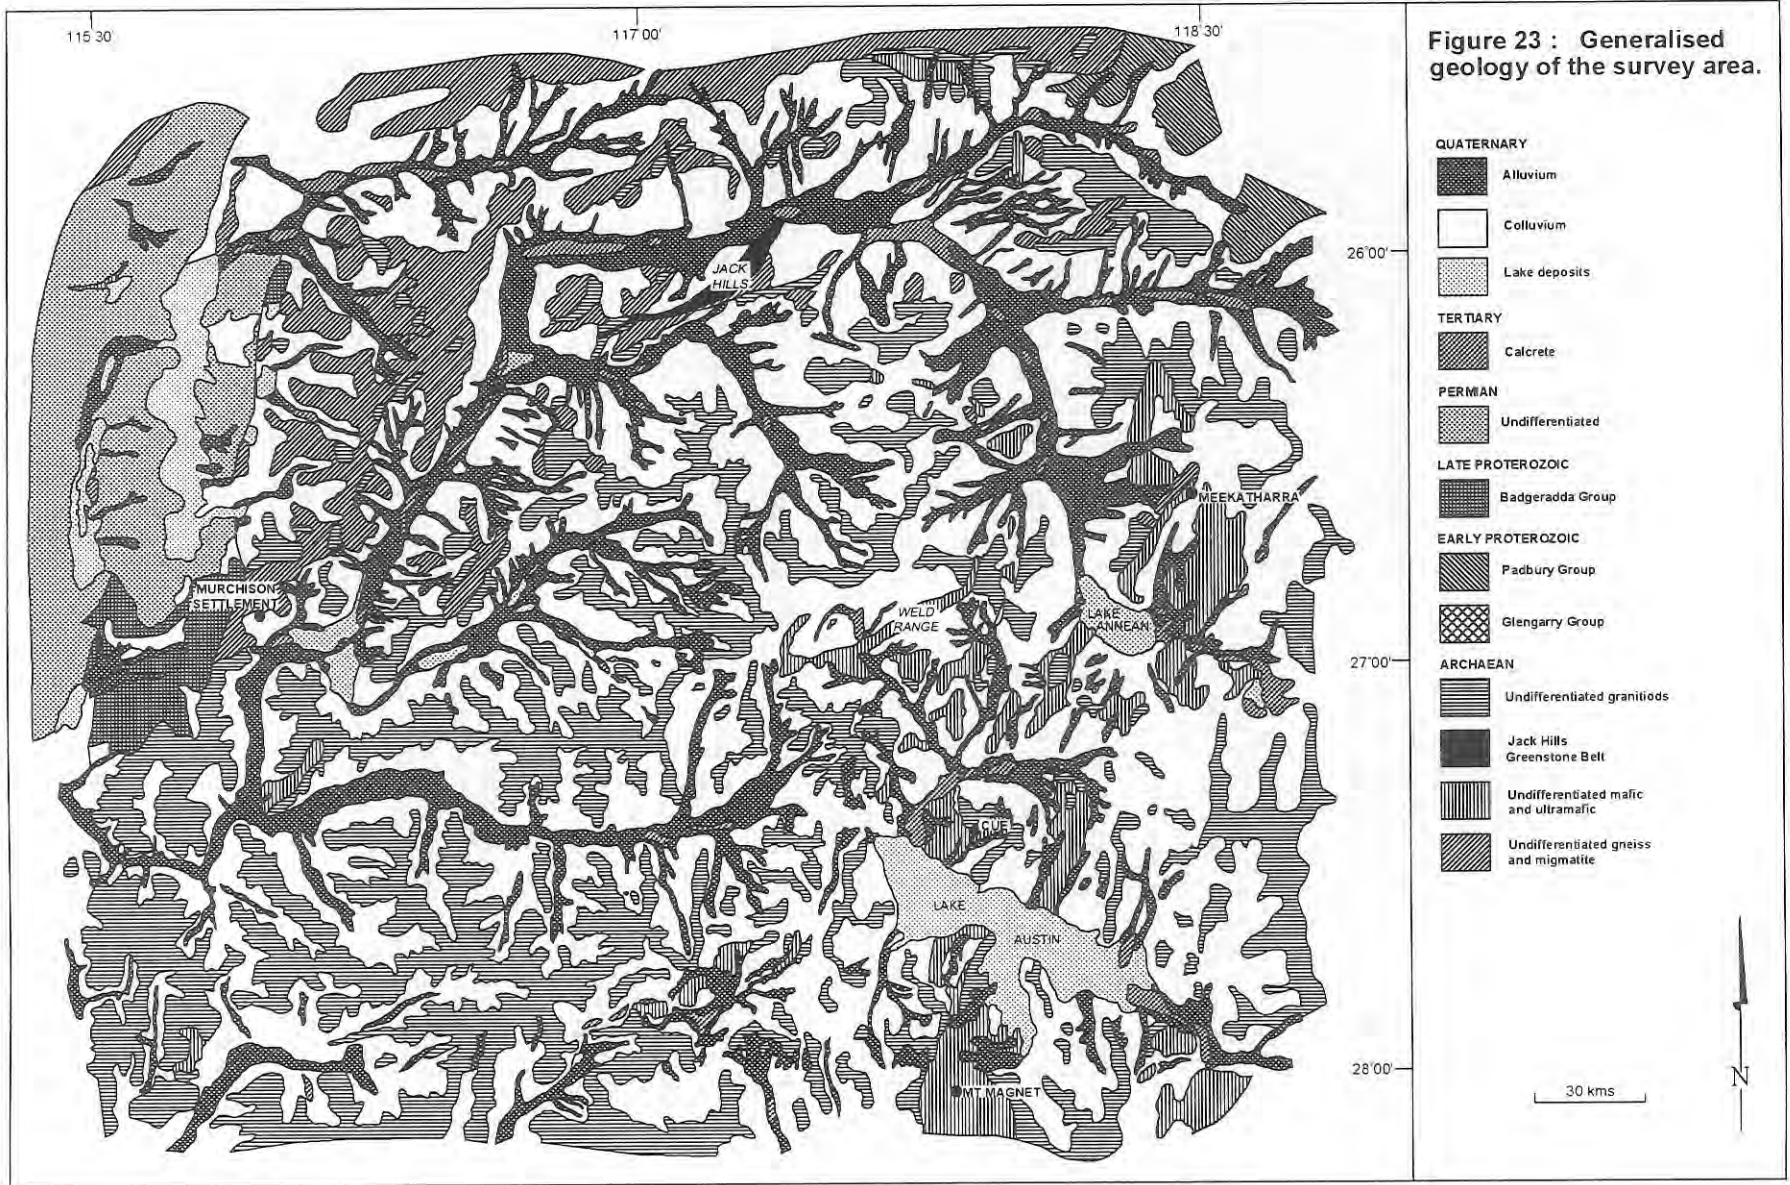 115°30'
117°00'
118°30'
Figure 23 : Generalised
geology of the survey area.
QUATERNARY
Alluvium
Colluvium
Lake deposits
TERTIARY
Calcrete
PERMIAN
Undifferentiated
LATE PROTEROZOIC
Badgeradda Group
EARLY PROTEROZOIC
Padbury Group
Glengarry Group
ARCHAEAN
Undifferentiated granitiods
Jack Hills
Greenstone Belt
Undifferentiated mafic
and ultramafic
Undifferentiated gneiss
and migmatite
26°00'
JACK
HILLS
MEEKATHARRA
MURCHISON
SETTLEMENT
WELD
RANGE
LAKE
ANNEAN
27°00'
CUE
LAKE
AUSTIN
28°00'
MT MAGNET
30 kms
N